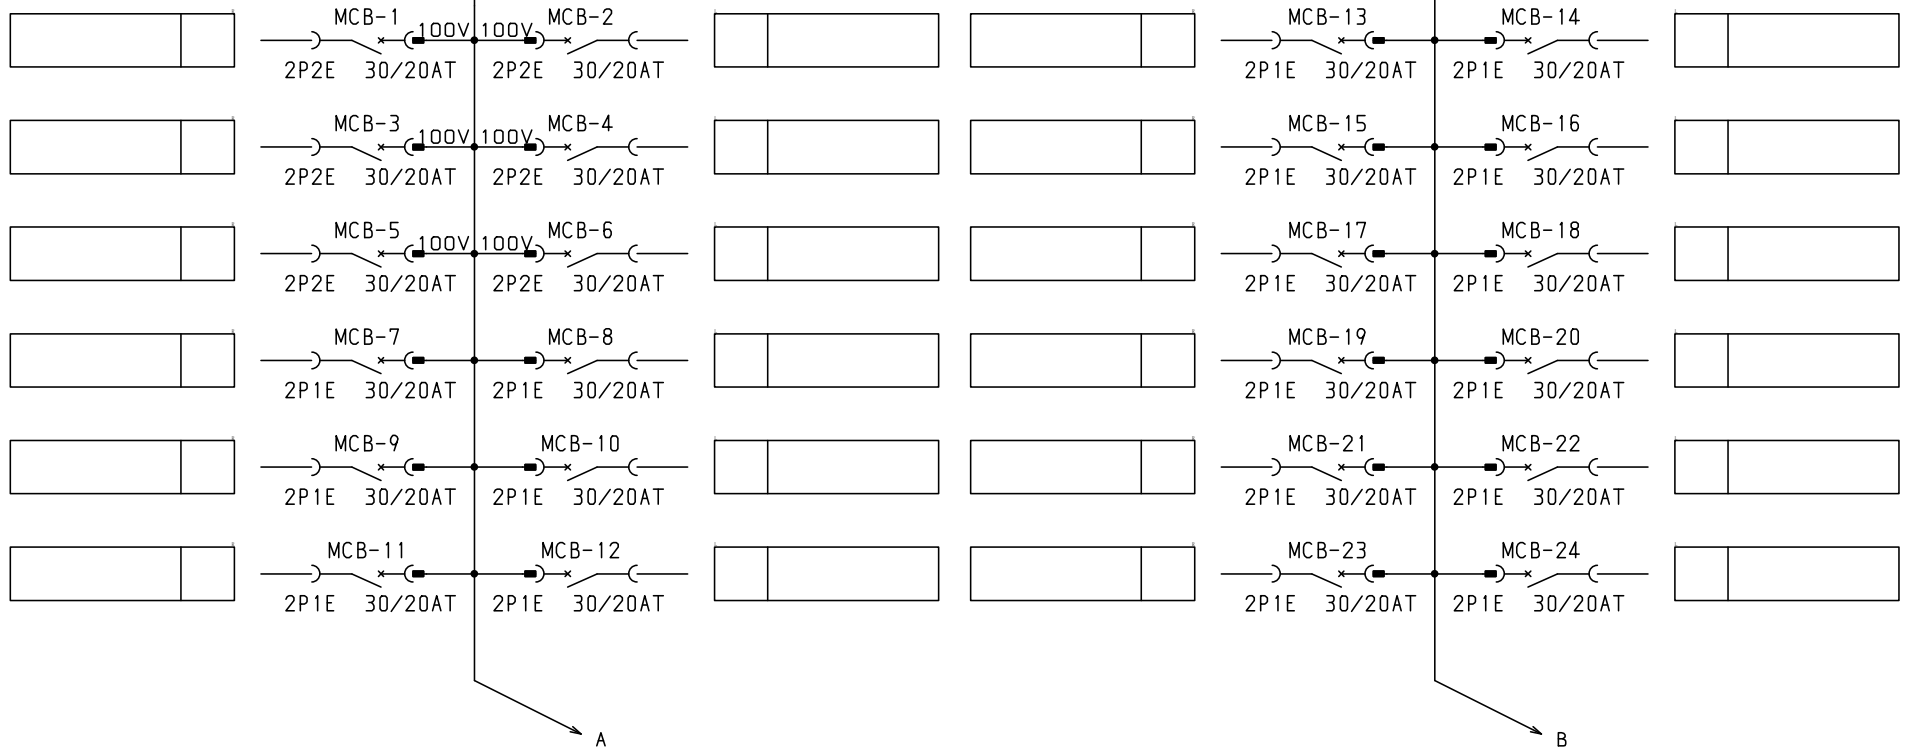 MCB-1 100V 100V MCB-2 MCB-13 MCB-14
2P2E 30/20AT 2P2E 30/20AT 2P1E 30/20AT 2P1E 30/20AT
MCB-3 100V 100V MCB-4 MCB-15 MCB-16
2P2E 30/20AT 2P2E 30/20AT 2P1E 30/20AT 2P1E 30/20AT
MCB-5 100V 100V MCB-6 MCB-17 MCB-18
2P2E 30/20AT 2P2E 30/20AT 2P1E 30/20AT 2P1E 30/20AT
MCB-7 MCB-8 MCB-19 MCB-20
2P1E 30/20AT 2P1E 30/20AT 2P1E 30/20AT 2P1E 30/20AT
MCB-9 MCB-10 MCB-21 MCB-22
2P1E 30/20AT 2P1E 30/20AT 2P1E 30/20AT 2P1E 30/20AT
MCB-11 MCB-12 MCB-23 MCB-24
2P1E 30/20AT 2P1E 30/20AT 2P1E 30/20AT 2P1E 30/20AT
A B